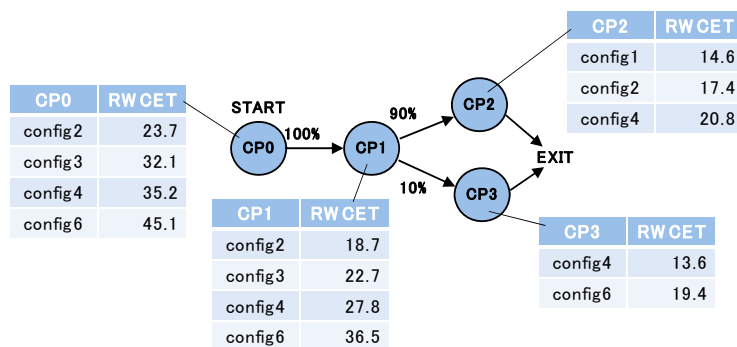 CP2 RWCET
config1 14.6
config2 17.4
config4 20.8
CP0 RWCET
config2 23.7
config3 32.1
config4 35.2
config6 45.1
START
100%
90%
10%
CP0
CP1
CP2
CP3
EXIT
CP1 RWCET
config2 18.7
config3 22.7
config4 27.8
config6 36.5
CP3 RWCET
config4 13.6
config6 19.4